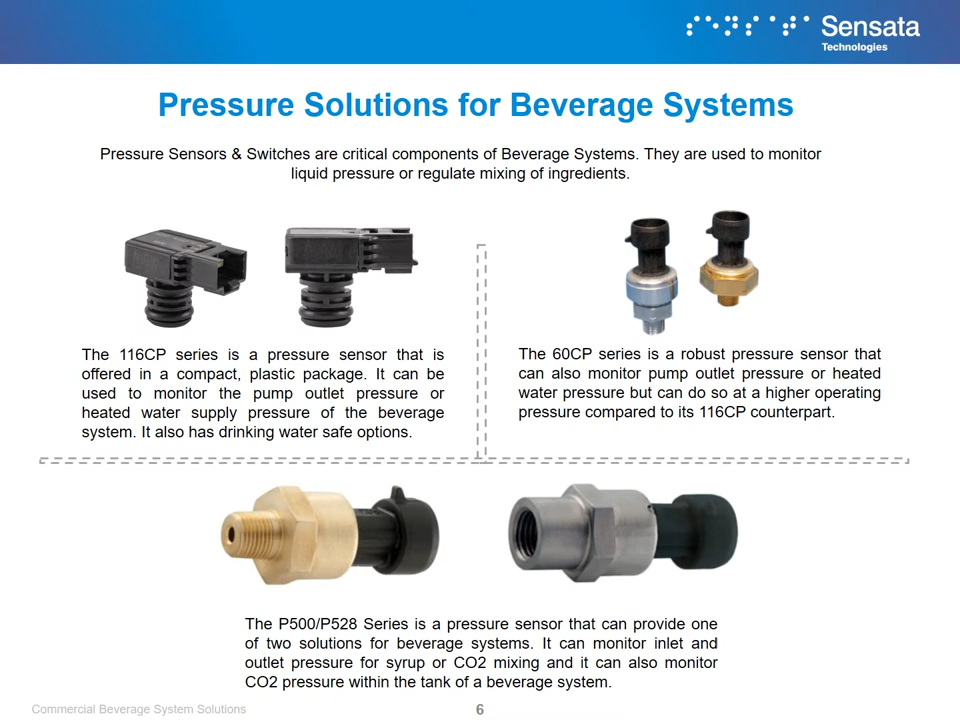 Sensata
Technologies
Pressure Solutions for Beverage Systems
Pressure Sensors & Switches are critical components of Beverage Systems. They are used to monitor
liquid pressure or regulate mixing of ingredients.
The 116CP series is a pressure sensor that is
offered in a compact, plastic package. It can be
used to monitor the pump outlet pressure or
heated water supply pressure of the beverage
system. It also has drinking water safe options.
The 60CP series is a robust pressure sensor that
can also monitor pump outlet pressure or heated
water pressure but can do so at a higher operating
pressure compared to its 116CP counterpart.
The P500/P528 Series is a pressure sensor that can provide one
of two solutions for beverage systems. It can monitor inlet and
outlet pressure for syrup or CO2 mixing and it can also monitor
CO2 pressure within the tank of a beverage system.
Commercial Beverage System Solutions
6